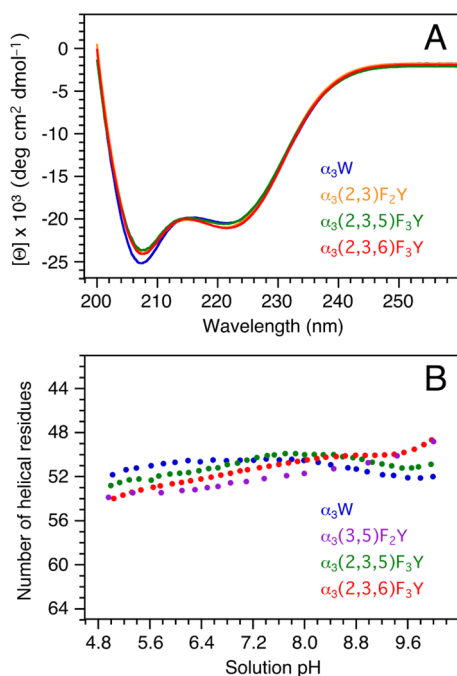 A
0
-5
-10
-15
-20
-25
[Θ] x 10³ (deg cm² dmol⁻¹)
α₃W
α₃(2,3)F₂Y
α₃(2,3,5)F₃Y
α₃(2,3,6)F₃Y
200 210 220 230 240 250
Wavelength (nm)
B
44
48
52
56
60
64
Number of helical residues
α₃W
α₃(3,5)F₂Y
α₃(2,3,5)F₃Y
α₃(2,3,6)F₃Y
4.8 5.6 6.4 7.2 8.0 8.8 9.6
Solution pH